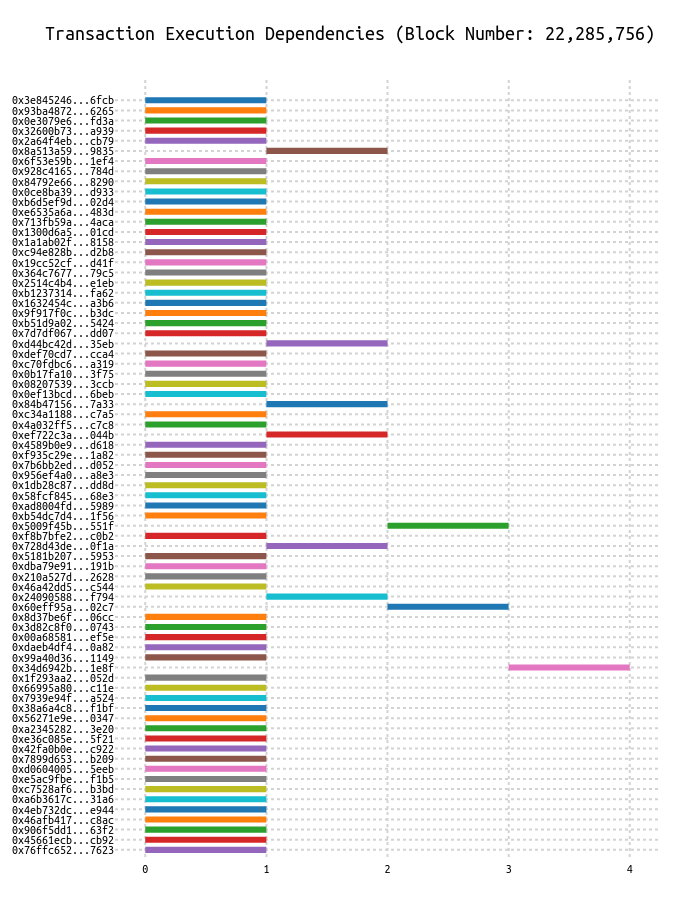 Transaction Execution Dependencies (Block Number: 22,285,756)
0x3e845246...6fcb
0x93ba4872...6265
0x0e3079e6...fd3a
0x32600b73...a939
0x2a64f4eb...cb79
0x8a513a59...9835
0x6f53e59b...1ef4
0x928c4165...784d
0x84792e66...8290
0x0ce8ba39...d933
0xb6d5ef9d...02d4
0xe6535a6a...483d
0x713fb59a...4aca
0x1300d6a5...01cd
0x1a1ab02f...8158
0xc94e828b...d2b8
0x19cc52cf...d41f
0x364c7677...79c5
0x2514c4b4...e1eb
0xb1237314...fa62
0x1632454c...a3b6
0x9f917f0c...b3dc
0xb51d9a02...5424
0x7d7df067...dd07
0xd44bc42d...35eb
0xdef70cd7...cca4
0xc70fdbc6...a319
0x0b17fa10...3f75
0x08207539...3ccb
0x0ef13bcd...6beb
0x84b47156...7a33
0xc34a1188...c7a5
0x4a032ff5...c7c8
0xef722c3a...044b
0x4589b0e9...d618
0xf935c29e...1a82
0x7b6bb2ed...d052
0x956ef4a0...a8e3
0x1db28c87...dd8d
0x58fcf845...68e3
0xad8004fd...5989
0xb54dc7d4...1f56
0x5009f45b...551f
0xf8b7bfe2...c0b2
0x728d43de...0f1a
0x5181b207...5953
0xdba79e91...191b
0x210a527d...2628
0x46a42dd5...c544
0x24090588...f794
0x60eff95a...02c7
0x8d37be6f...06cc
0x3d82c8f0...0743
0x00a68581...ef5e
0xdaeb4df4...0a82
0x99a40d36...1149
0x34d6942b...1e8f
0x1f293aa2...052d
0x66995a80...c11e
0x7939e94f...a524
0x38a6a4c8...f1bf
0x56271e9e...0347
0xa2345282...3e20
0xe36c085e...5f21
0x42fa0b0e...c922
0x7899d653...b209
0xd0604005...5eeb
0xe5ac9fbe...f1b5
0xc7528af6...b3bd
0xa6b3617c...31a6
0x4eb732dc...e944
0x46afb417...c8ac
0x906f5dd1...63f2
0x45661ecb...cb92
0x76ffc652...7623
0 1 2 3 4